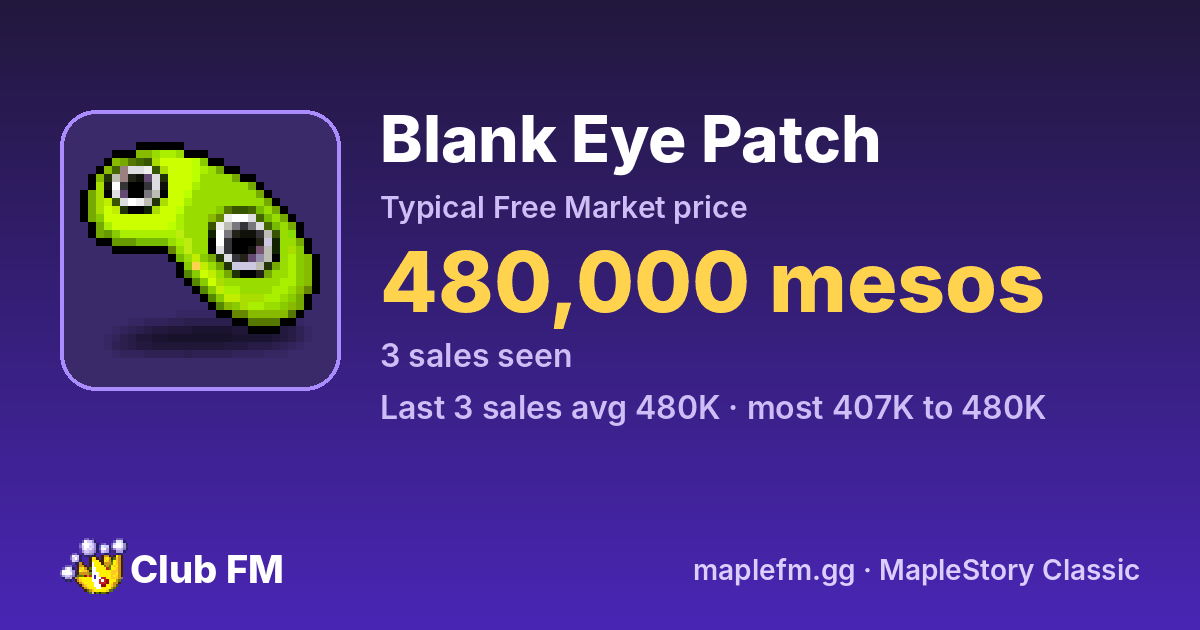 Blank Eye Patch
Typical Free Market price
480,000 mesos
3 sales seen
Last 3 sales avg 480K · most 407K to 480K
Club FM
maplefm.gg · MapleStory Classic